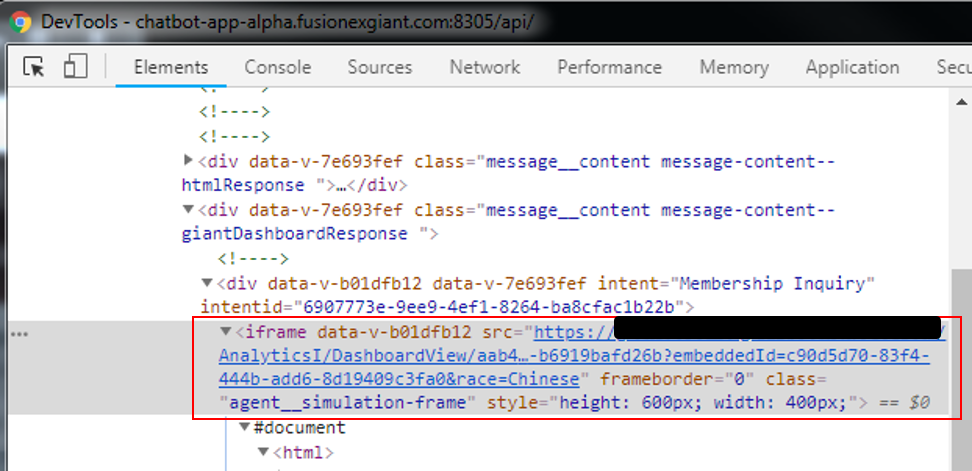 DevTools - chatbot-app-alpha.fusionexgiant.com:8305/api/
Elements Console Sources Network Performance Memory Application Secu
<!---->
<!---->
<!---->
<div data-v-7e693fef class="message__content message-content--
htmlResponse ">…</div>
<div data-v-7e693fef class="message__content message-content--
giantDashboardResponse ">
<!---->
<div data-v-b01dfb12 data-v-7e693fef intent="Membership Inquiry"
intentid="6907773e-9ee9-4ef1-8264-ba8cfac1b22b">
<iframe data-v-b01dfb12 src="https:// /
AnalyticsI/DashboardView/aab4…-b6919bafd26b?embeddedId=c90d5d70-83f4-
444b-add6-8d19409c3fa0&race=Chinese" frameborder="0" class=
"agent__simulation-frame" style="height: 600px; width: 400px;"> == $0
#document
<html>